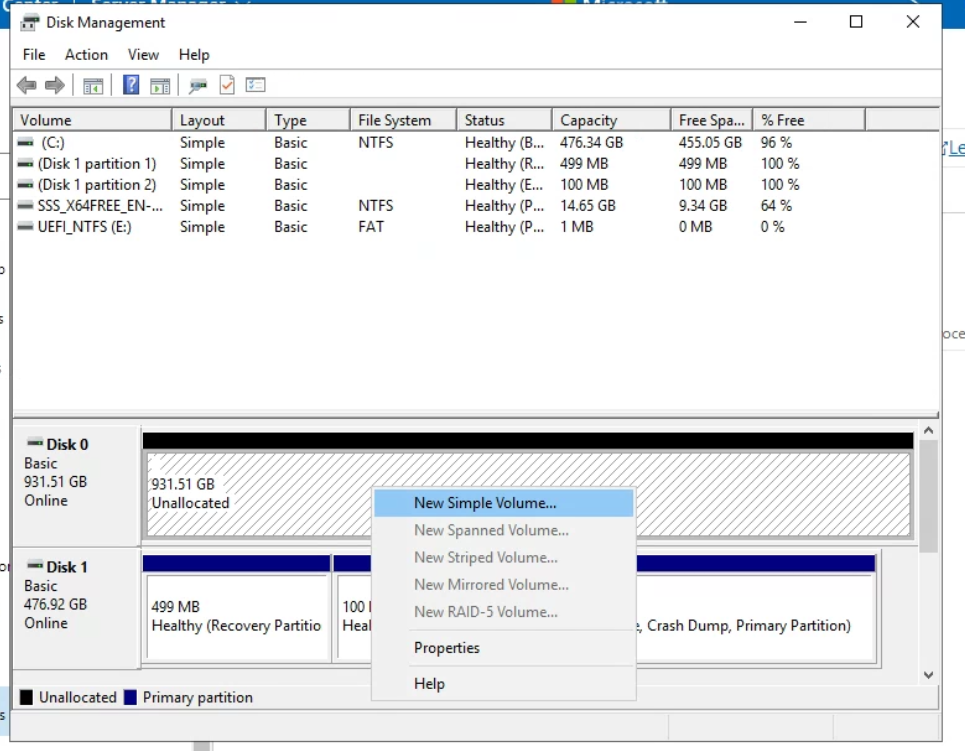 Disk Management
File Action View Help
Volume Layout Type File System Status Capacity Free Spa... % Free
(C:) Simple Basic NTFS Healthy (B... 476.34 GB 455.05 GB 96 %
(Disk 1 partition 1) Simple Basic Healthy (R... 499 MB 499 MB 100 %
(Disk 1 partition 2) Simple Basic Healthy (E... 100 MB 100 MB 100 %
SSS_X64FREE_EN-... Simple Basic NTFS Healthy (P... 14.65 GB 9.34 GB 64 %
UEFI_NTFS (E:) Simple Basic FAT Healthy (P... 1 MB 0 MB 0 %
Disk 0
Basic
931.51 GB
Online
931.51 GB
Unallocated
New Simple Volume...
New Spanned Volume...
New Striped Volume...
New Mirrored Volume...
New RAID-5 Volume...
Properties
Help
Disk 1
Basic
476.92 GB
Online
499 MB
Healthy (Recovery Partitio
100
Heal
, Crash Dump, Primary Partition)
Unallocated Primary partition